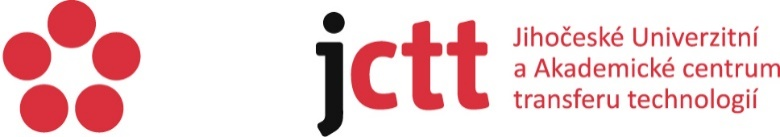 jctt
Jihočeské Univerzitní
a Akademické centrum
transferu technologií